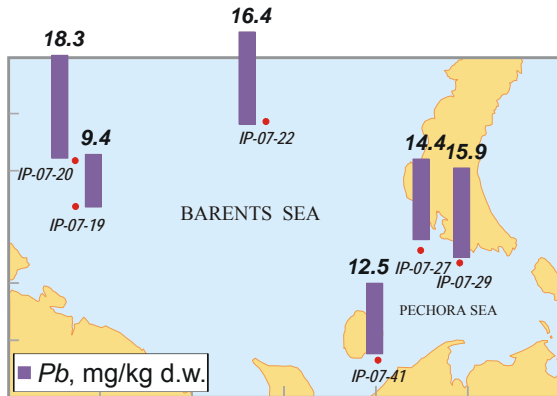 16.4
18.3
IP-07-22
9.4
14.4
15.9
IP-07-20
IP-07-19
BARENTS SEA
IP-07-27
IP-07-29
12.5
PECHORA SEA
Pb, mg/kg d.w.
IP-07-41